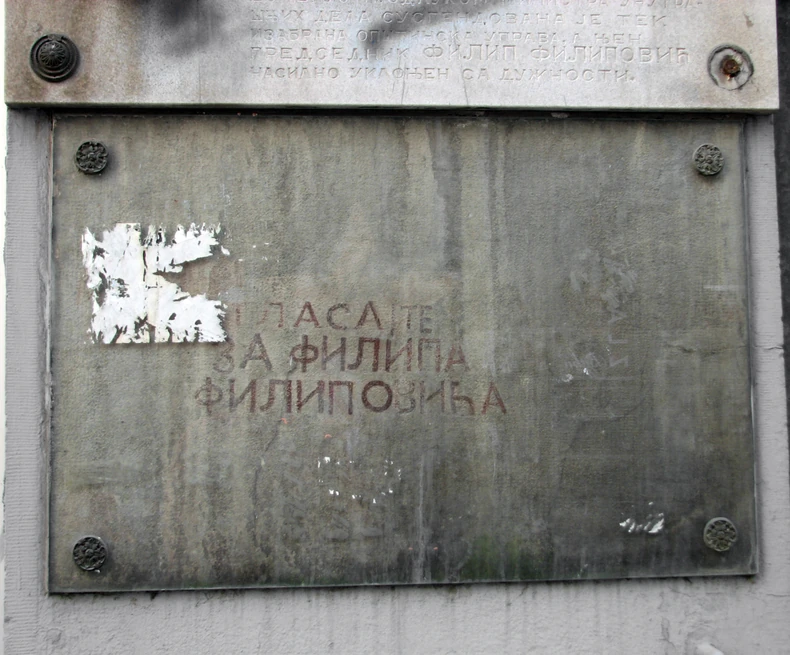 ДЕЛА СУСПЕНДОВАНА ЈЕ ТЕК
ИЗАБРАНА ОПШТИНСКА УПРАВА, А ЊЕН
ПРЕДСЕДНИК ФИЛИП ФИЛИПОВИЋ
НАСИЛНО УКЛОЊЕН СА ДУЖНОСТИ.
ГЛАСАЈТЕ
ЗА ФИЛИПА
ФИЛИПОВИЋА